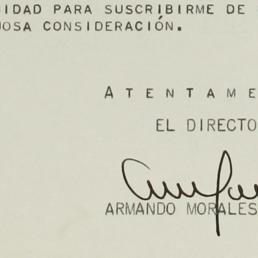 IDAD PARA SUSCRIBIRME DE
OSA CONSIDERACIÓN.
ATENTAME
EL DIRECTO
ARMANDO MORALES